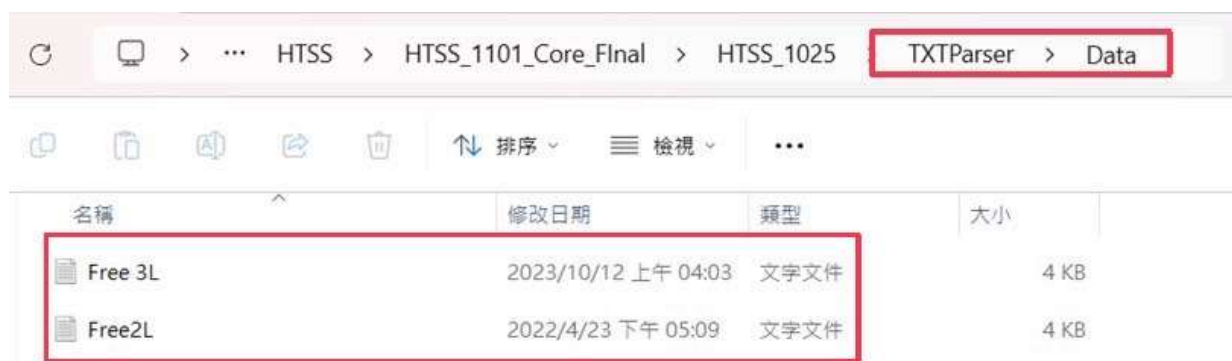 > ... HTSS > HTSS_1101_Core_FInal > HTSS_1025 TXTParser > Data
排序 檢視 ...
名稱 修改日期 類型 大小
Free 3L 2023/10/12 上午 04:03 文字文件 4 KB
Free2L 2022/4/23 下午 05:09 文字文件 4 KB